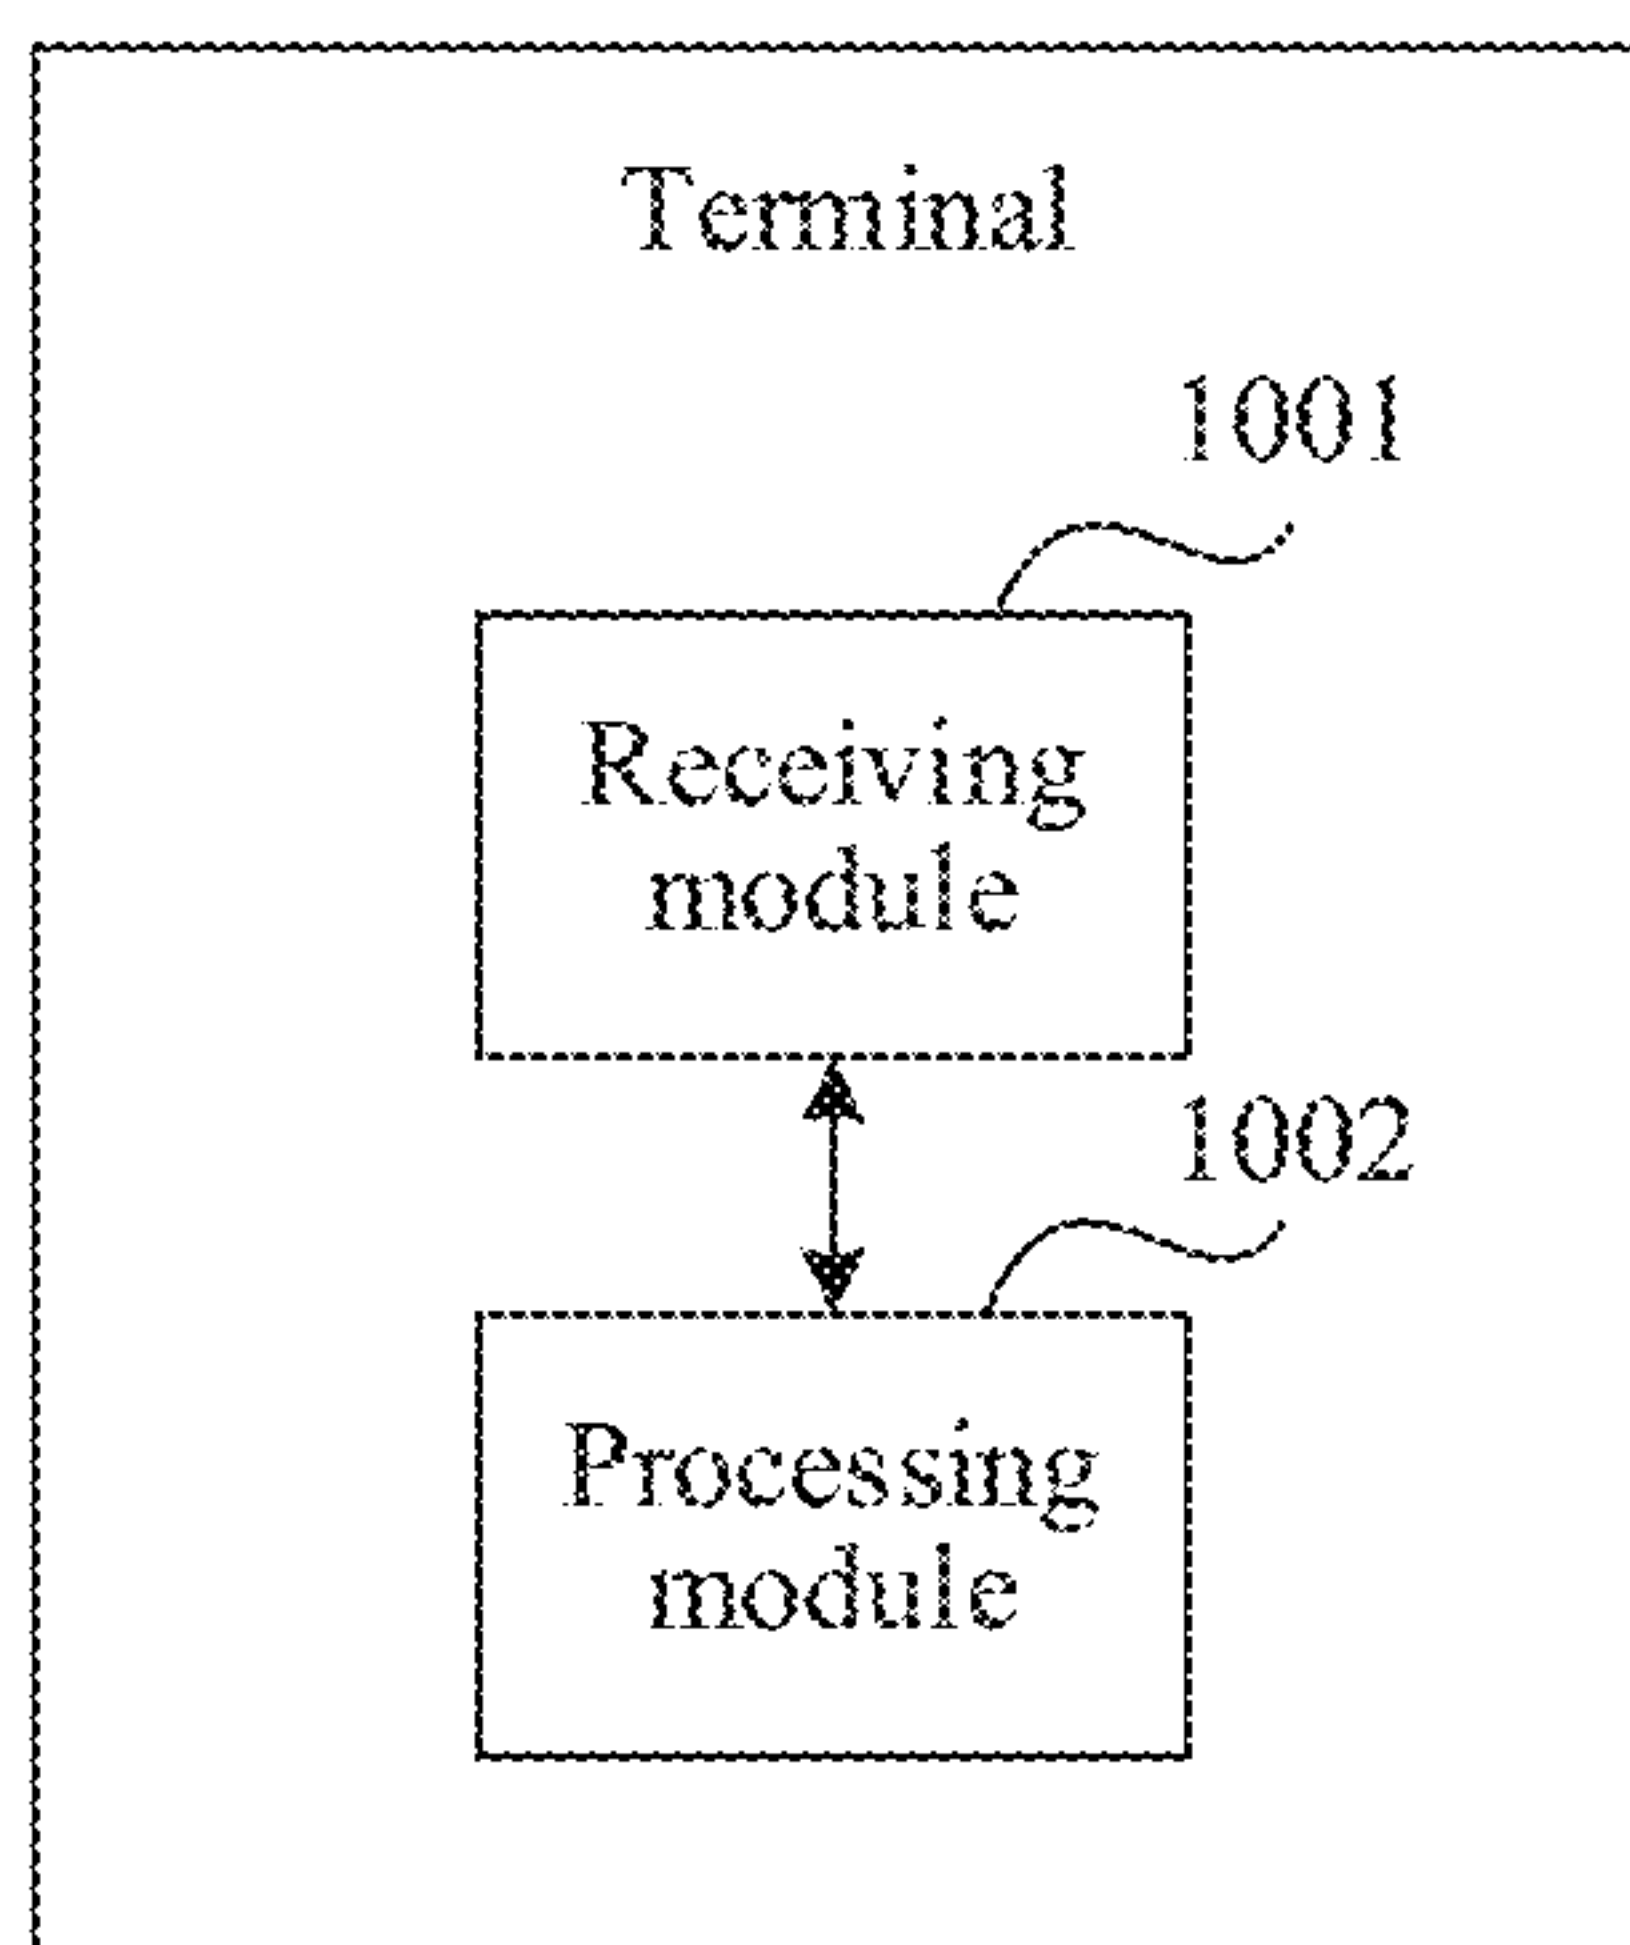 Terminal
1001
Receiving
module
1002
Processing
module